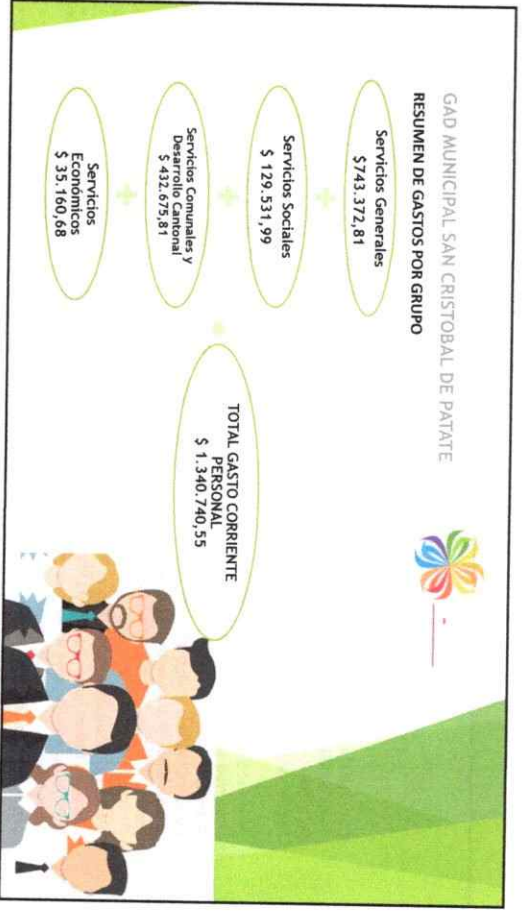 GAD MUNICIPAL SAN CRISTOBAL DE PATATE
RESUMEN DE GASTOS POR GRUPO
Servicios Generales
$743.372,81
Servicios Sociales
$ 129.531,99
Servicios Comunales y
Desarrollo Cantonal
$ 432.675,81
Servicios
Económicos
$ 35.160,68
TOTAL GASTO CORRIENTE
PERSONAL
$ 1.340.740,55